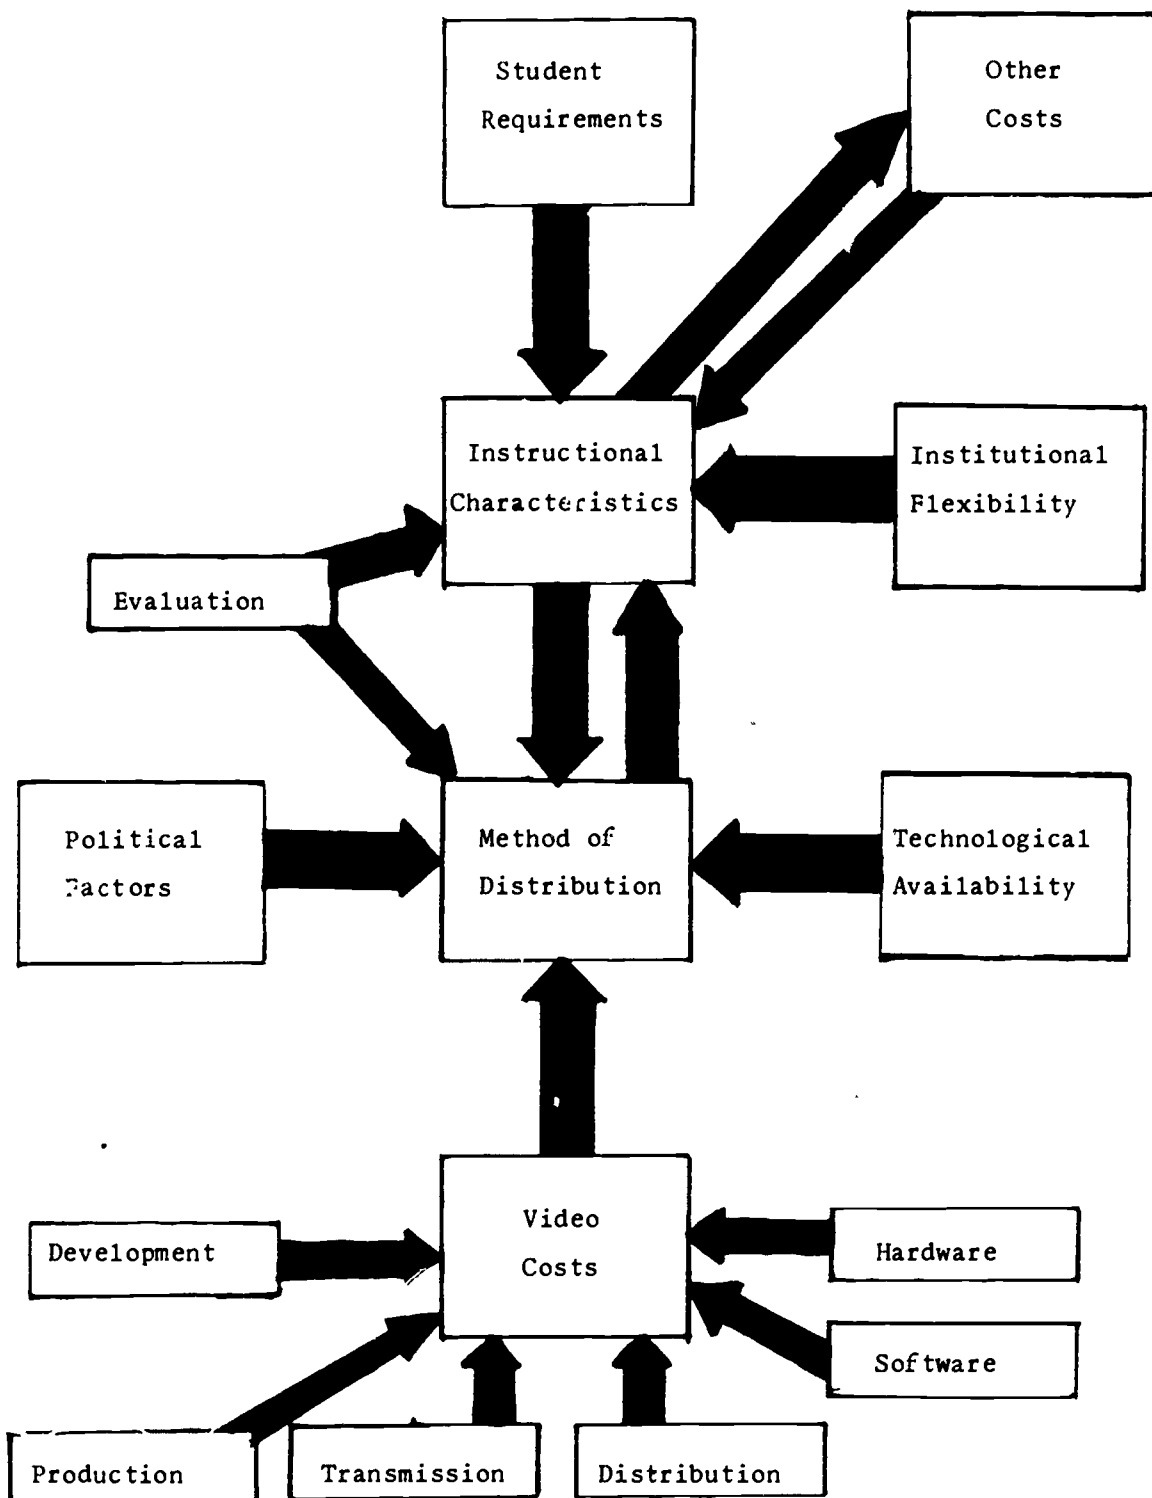 Student
Requirements
Other
Costs
Instructional
Characteristics
Institutional
Flexibility
Evaluation
Political
Factors
Method of
Distribution
Technological
Availability
Video
Costs
Development
Hardware
Software
Production
Transmission
Distribution